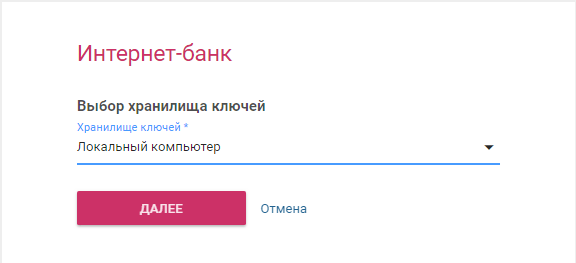 Интернет-банк
Выбор хранилища ключей
Хранилище ключей *
Локальный компьютер
ДАЛЕЕ Отмена